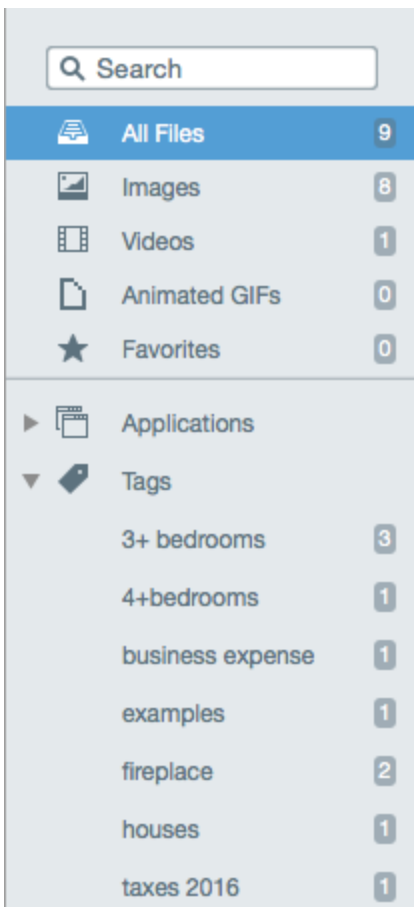 Search
All Files 9
Images 8
Videos 1
Animated GIFs 0
Favorites 0
Applications
Tags
3+ bedrooms 3
4+bedrooms 1
business expense 1
examples 1
fireplace 2
houses 1
taxes 2016 1